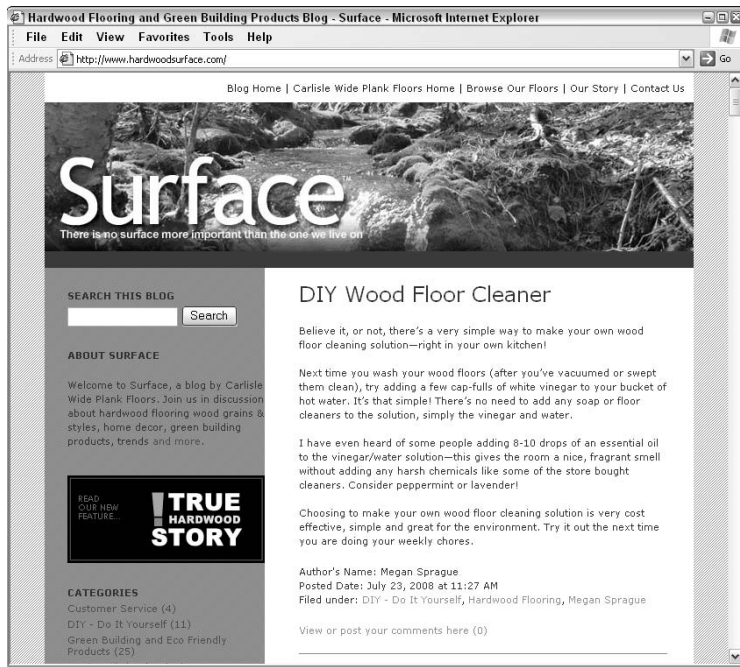 Hardwood Flooring and Green Building Products Blog - Surface - Microsoft Internet Explorer
File Edit View Favorites Tools Help
Address http://www.hardwoodsurface.com/ Go
Blog Home | Carlisle Wide Plank Floors Home | Browse Our Floors | Our Story | Contact Us
Surface™
There is no surface more important than the one we live on
SEARCH THIS BLOG
Search
ABOUT SURFACE
Welcome to Surface, a blog by Carlisle
Wide Plank Floors. Join us in discussion
about hardwood flooring wood grains &
styles, home decor, green building
products, trends and more.
READ
OUR NEW
FEATURE...
!TRUE
HARDWOOD
STORY
CATEGORIES
Customer Service (4)
DIY - Do It Yourself (11)
Green Building and Eco Friendly
Products (25)
DIY Wood Floor Cleaner
Believe it, or not, there's a very simple way to make your own wood
floor cleaning solution—right in your own kitchen!
Next time you wash your wood floors (after you've vacuumed or swept
them clean), try adding a few cap-fulls of white vinegar to your bucket of
hot water. It's that simple! There's no need to add any soap or floor
cleaners to the solution, simply the vinegar and water.
I have even heard of some people adding 8-10 drops of an essential oil
to the vinegar/water solution—this gives the room a nice, fragrant smell
without adding any harsh chemicals like some of the store bought
cleaners. Consider peppermint or lavender!
Choosing to make your own wood floor cleaning solution is very cost
effective, simple and great for the environment. Try it out the next time
you are doing your weekly chores.
Author's Name: Megan Sprague
Posted Date: July 23, 2008 at 11:27 AM
Filed under: DIY - Do It Yourself, Hardwood Flooring, Megan Sprague
View or post your comments here (0)